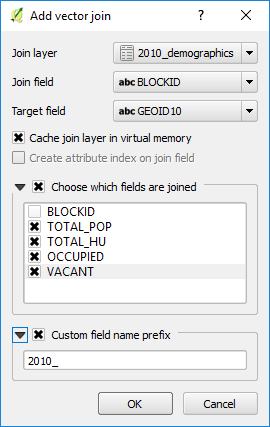 Add vector join
Join layer 2010_demographics
Join field abc BLOCKID
Target field abc GEOID10
Cache join layer in virtual memory
Create attribute index on join field
Choose which fields are joined
BLOCKID
TOTAL_POP
TOTAL_HU
OCCUPIED
VACANT
Custom field name prefix
2010_
OK Cancel